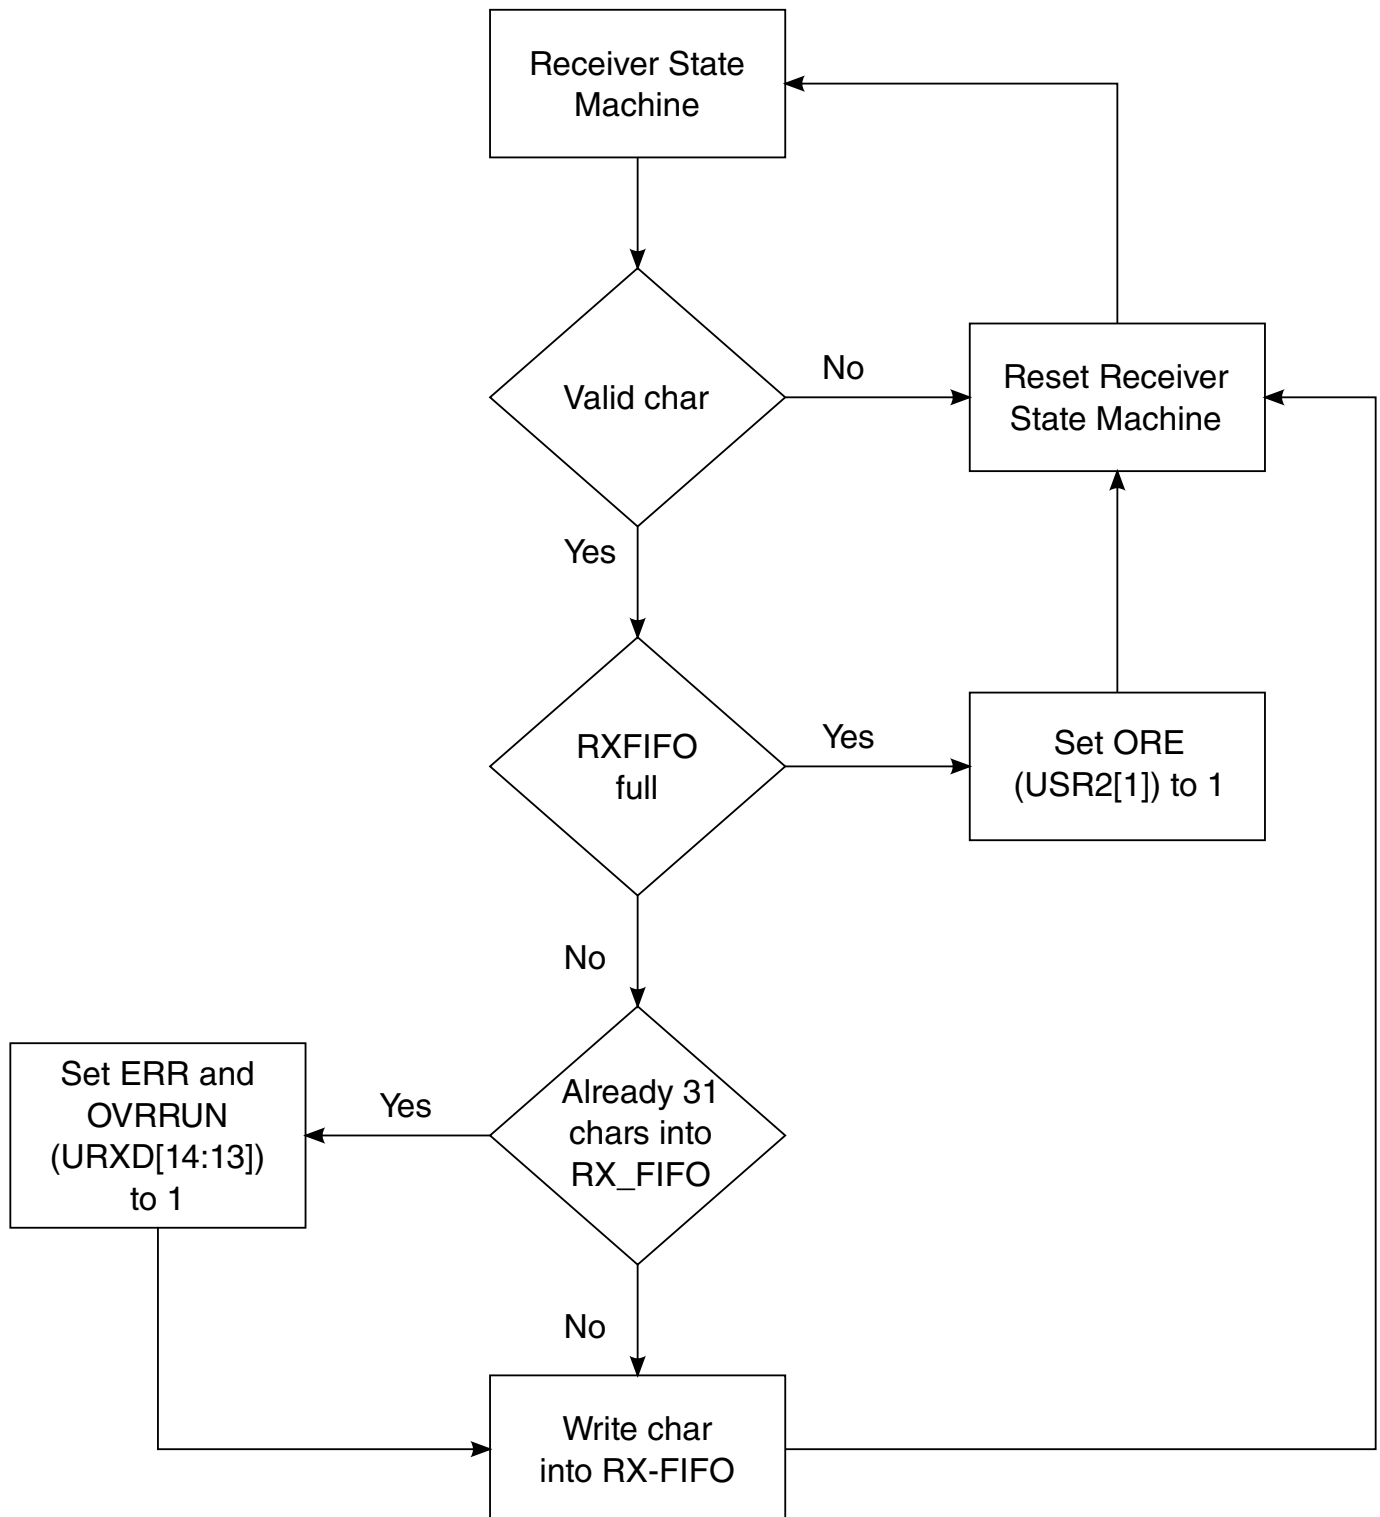 Receiver State
Machine
Valid char
No
Reset Receiver
State Machine
Yes
RXFIFO
full
Yes
Set ORE
(USR2[1]) to 1
No
Set ERR and
OVRRUN
(URXD[14:13])
to 1
Yes
Already 31
chars into
RX_FIFO
No
Write char
into RX-FIFO